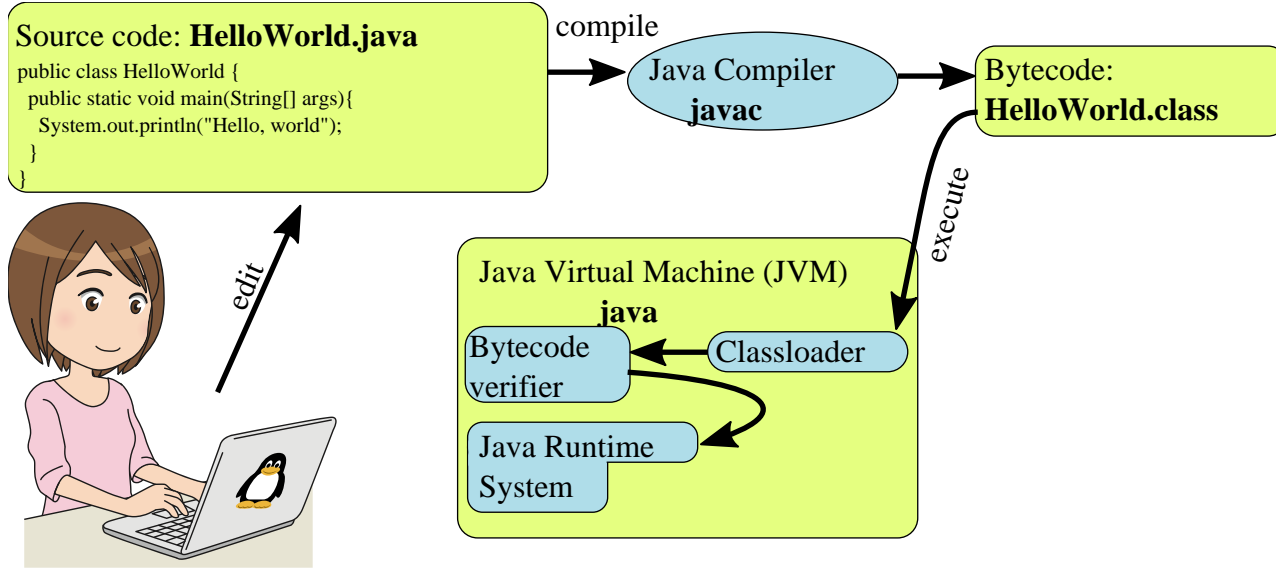 Source code: HelloWorld.java
public class HelloWorld {
public static void main(String[] args){
System.out.println("Hello, world");
}
}
compile
Java Compiler
javac
Bytecode:
HelloWorld.class
edit
execute
Java Virtual Machine (JVM)
java
Classloader
Bytecode
verifier
Java Runtime
System